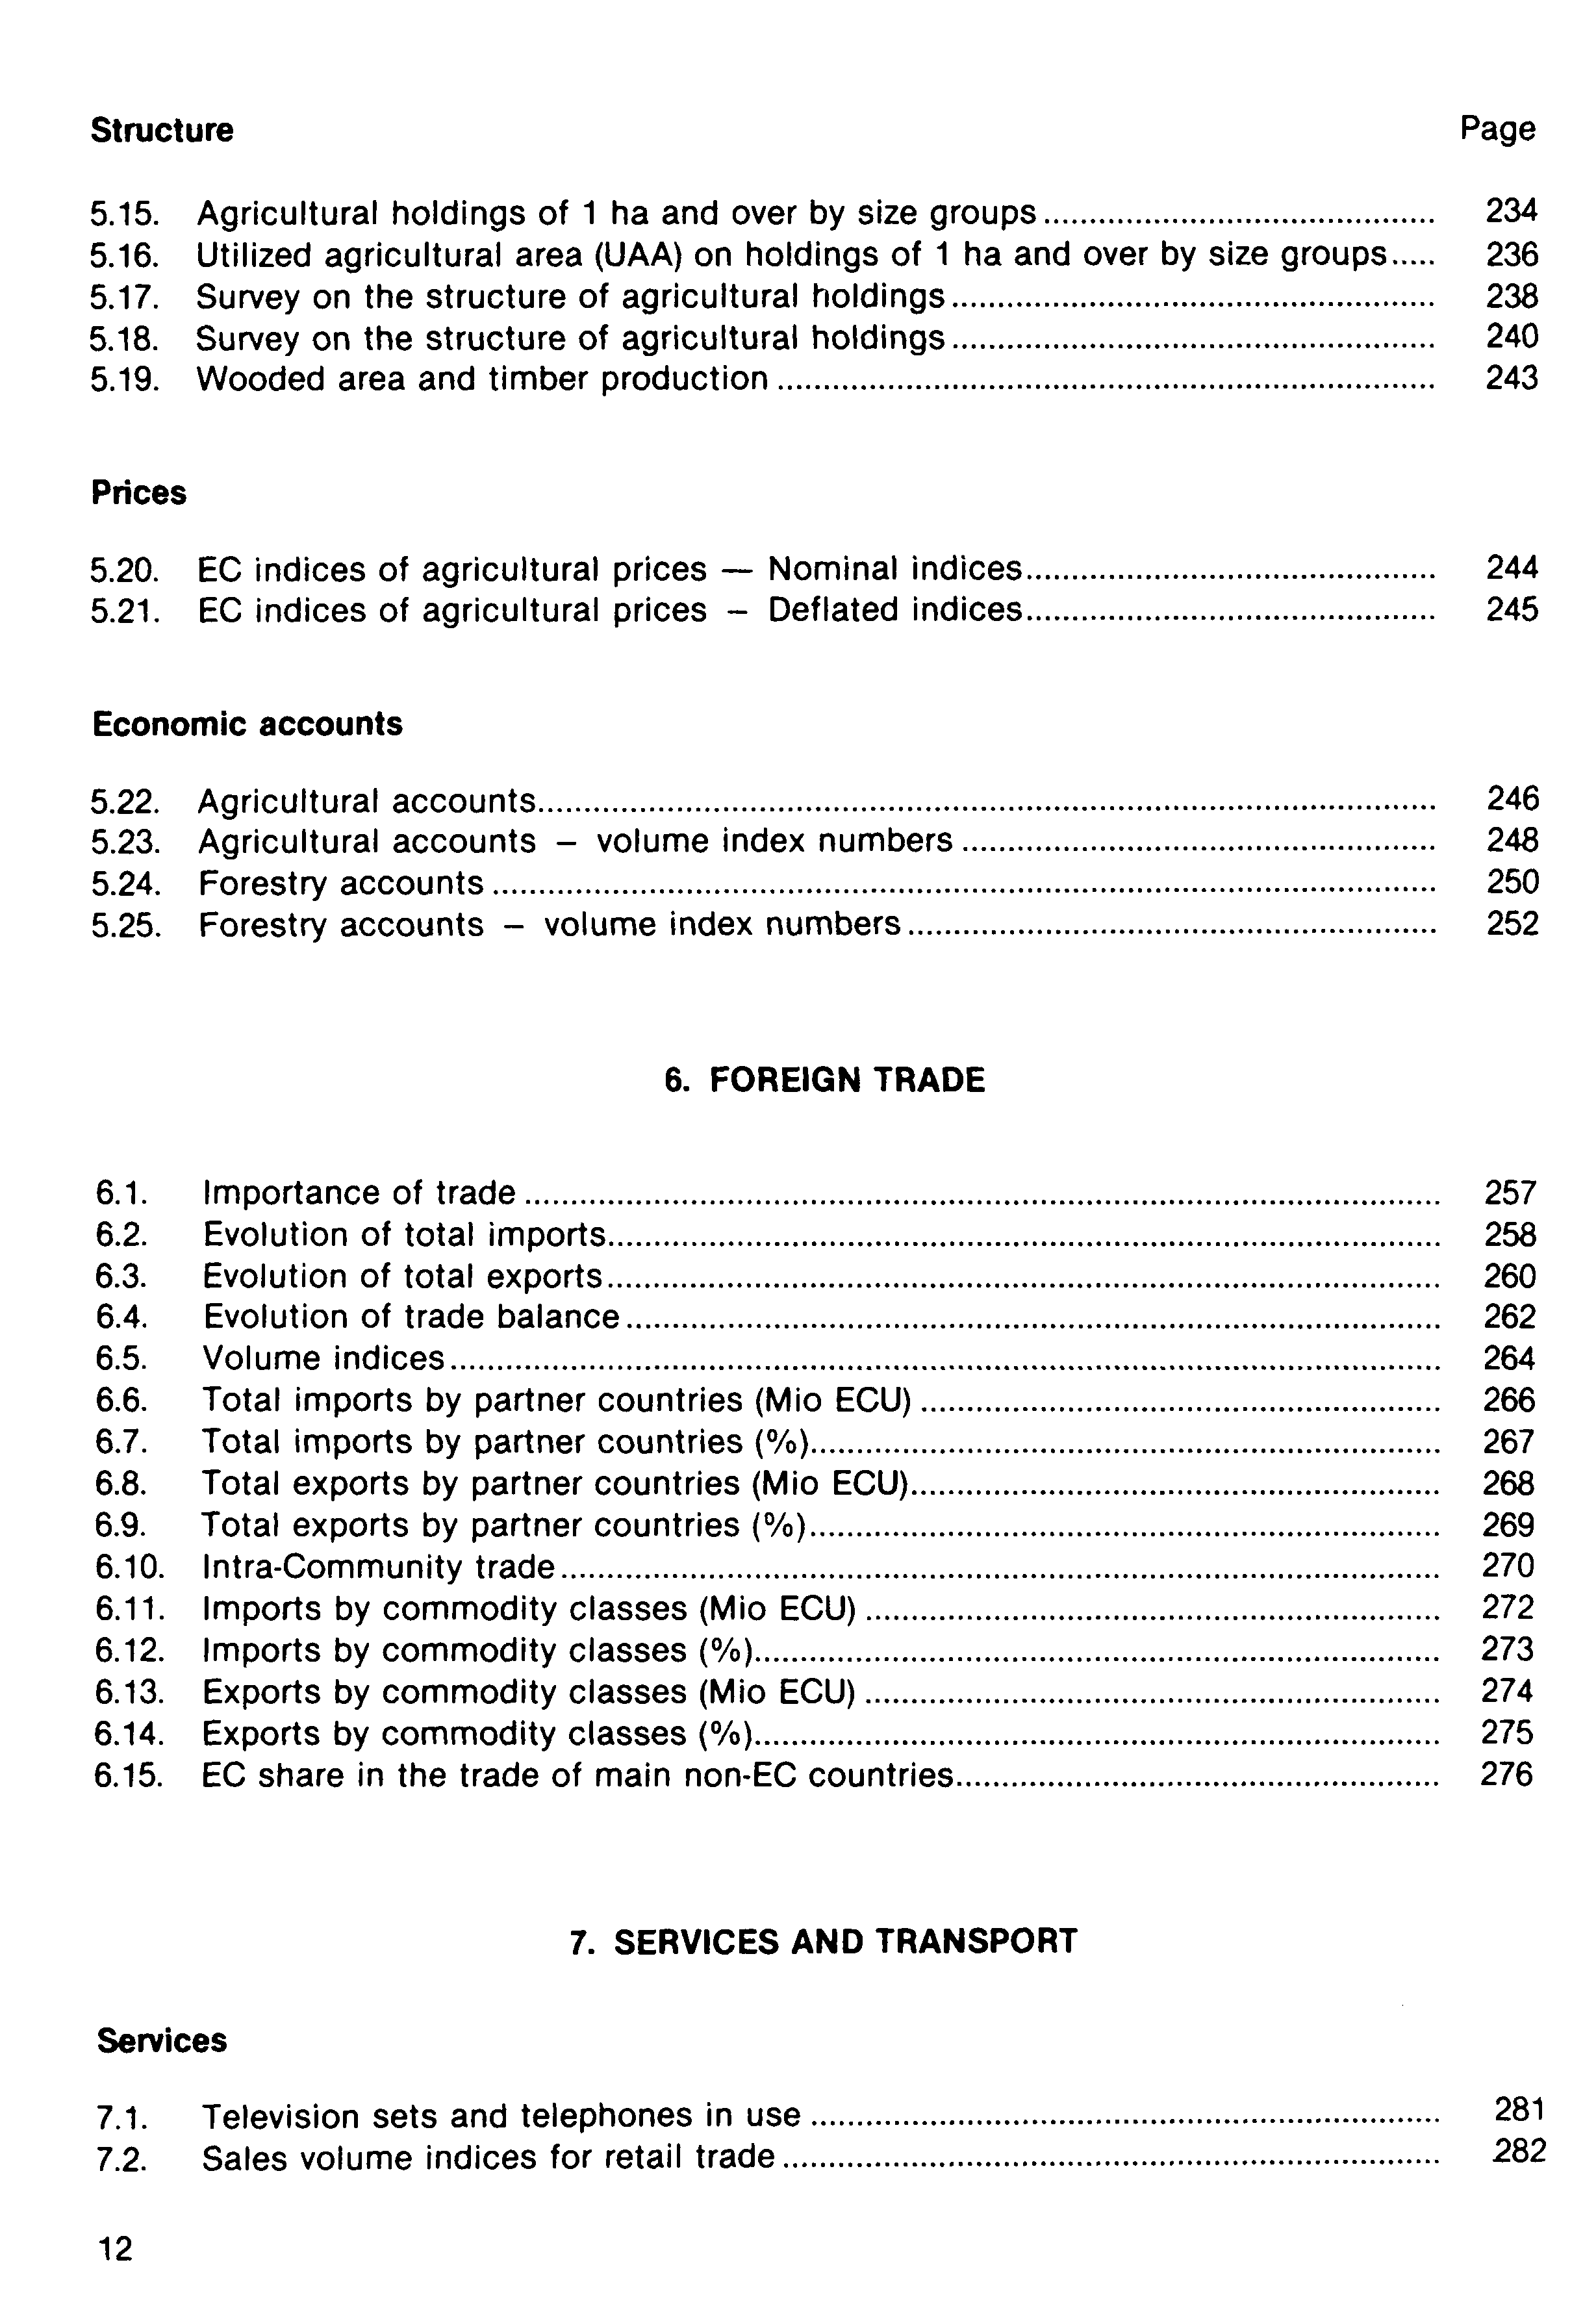 Structure Page
5.15. Agricultural holdings of 1 ha and over by size groups 234
5.16. Utilized agricultural area (UAA) on holdings of 1 ha and over by size groups 236
5.17. Survey on the structure of agricultural holdings 238
5.18. Survey on the structure of agricultural holdings 240
5.19. Wooded area and timber production 243
Prices
5.20. EC indices of agricultural prices — Nominal indices 244
5.21. EC indices of agricultural prices – Deflated indices 245
Economic accounts
5.22. Agricultural accounts 246
5.23. Agricultural accounts – volume index numbers 248
5.24. Forestry accounts 250
5.25. Forestry accounts – volume index numbers 252
6. FOREIGN TRADE
6.1. Importance of trade 257
6.2. Evolution of total imports 258
6.3. Evolution of total exports 260
6.4. Evolution of trade balance 262
6.5. Volume indices 264
6.6. Total imports by partner countries (Mio ECU) 266
6.7. Total imports by partner countries (%) 267
6.8. Total exports by partner countries (Mio ECU) 268
6.9. Total exports by partner countries (%) 269
6.10. Intra-Community trade 270
6.11. Imports by commodity classes (Mio ECU) 272
6.12. Imports by commodity classes (%) 273
6.13. Exports by commodity classes (Mio ECU) 274
6.14. Exports by commodity classes (%) 275
6.15. EC share in the trade of main non-EC countries 276
7. SERVICES AND TRANSPORT
Services
7.1. Television sets and telephones in use 281
7.2. Sales volume indices for retail trade 282
12